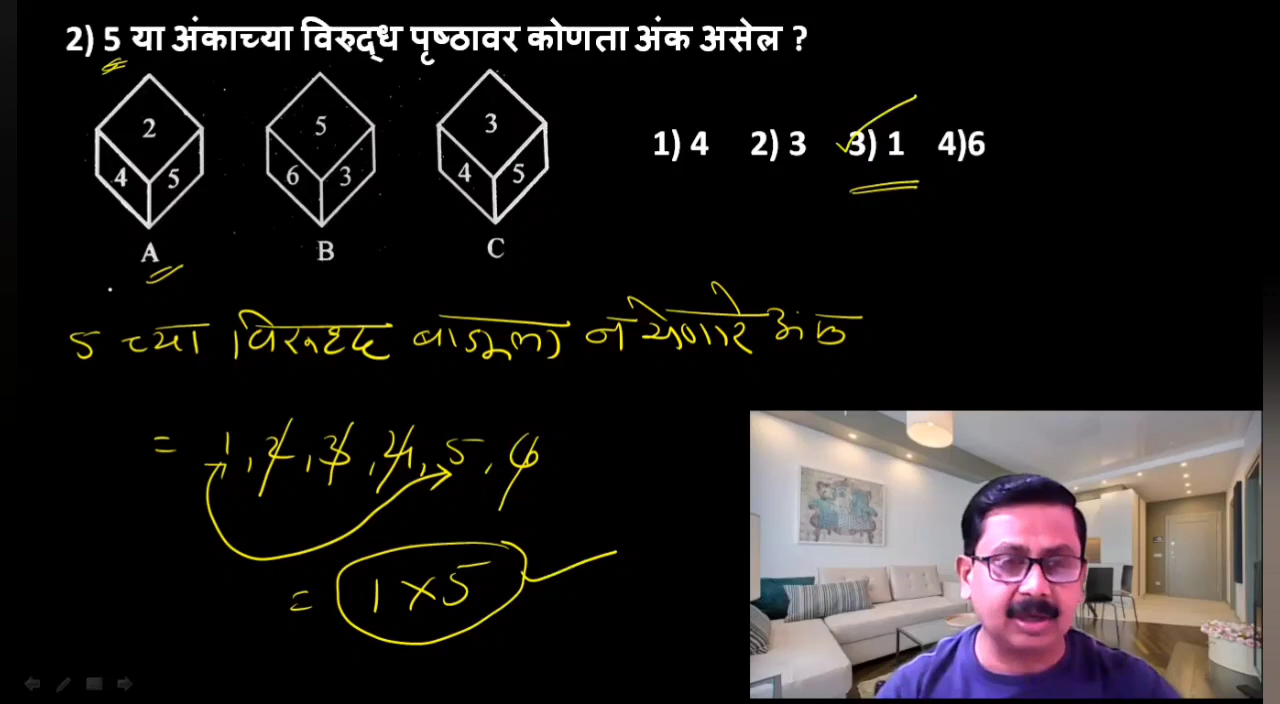 2) 5 या अंकाच्या विरुद्ध पृष्ठावर कोणता अंक असेल ?
2 4 5
5 6 3
3 4 5
A B C
1) 4 2) 3 3) 1 4)6
5 च्या विरुध्द बाजूला न येणारे अंक
= 1, 2, 3, 4, 5, 6
= 1 x 5